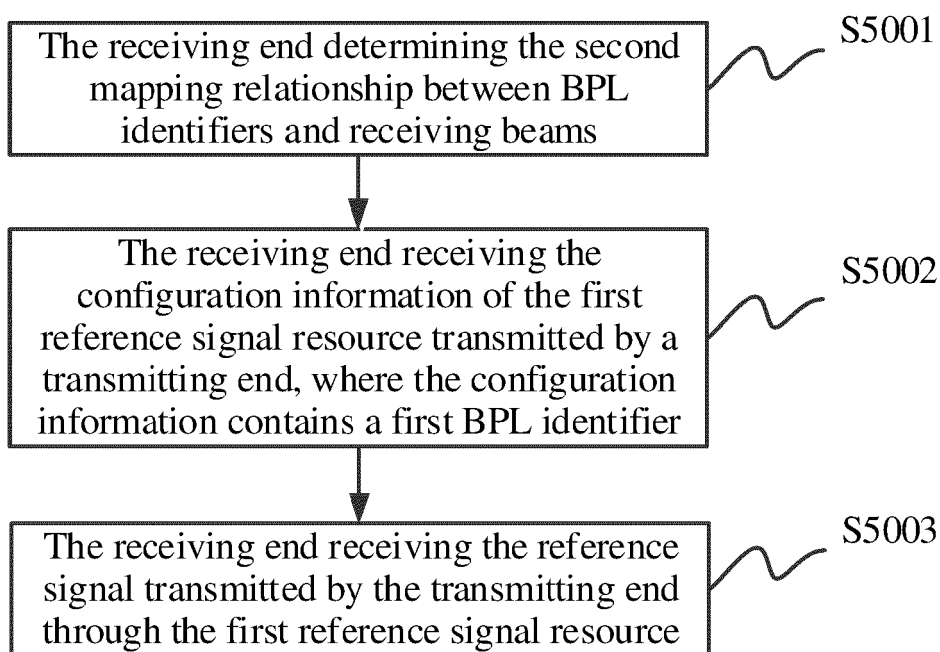 The receiving end determining the second
mapping relationship between BPL
identifiers and receiving beams
S5001
The receiving end receiving the
configuration information of the first
reference signal resource transmitted by a
transmitting end, where the configuration
information contains a first BPL identifier
S5002
The receiving end receiving the reference
signal transmitted by the transmitting end
through the first reference signal resource
S5003